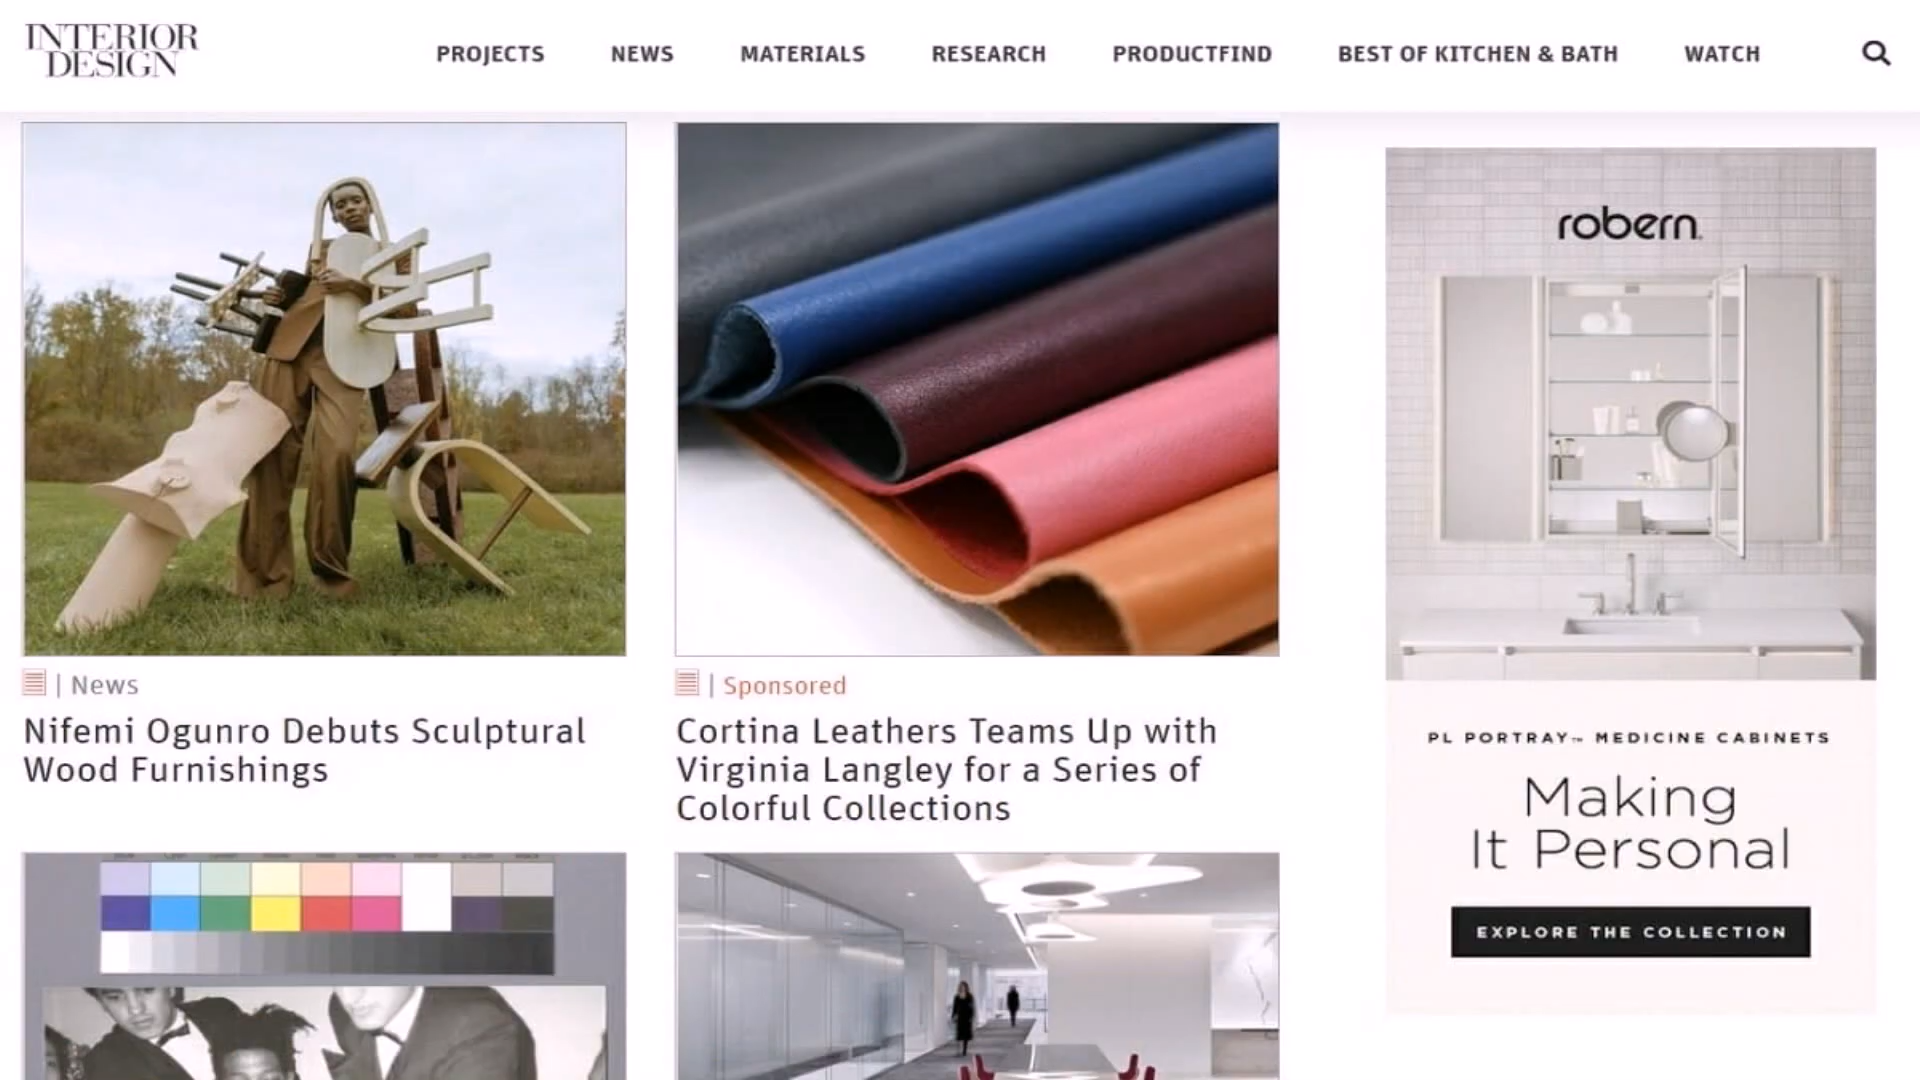 INTERIOR
DESIGN
PROJECTS NEWS MATERIALS RESEARCH PRODUCTFIND BEST OF KITCHEN & BATH WATCH
| News
Nifemi Ogunro Debuts Sculptural
Wood Furnishings
| Sponsored
Cortina Leathers Teams Up with
Virginia Langley for a Series of
Colorful Collections
robern
PL PORTRAY™ MEDICINE CABINETS
Making
It Personal
EXPLORE THE COLLECTION